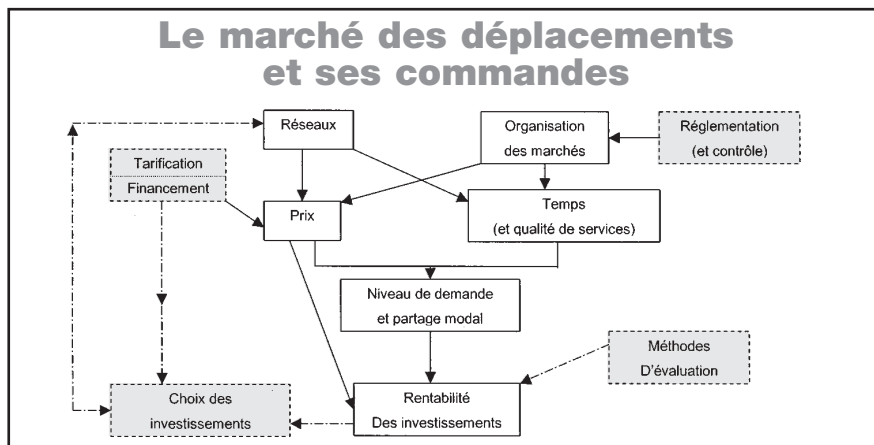 Le marché des déplacements
et ses commandes
Réseaux
Organisation
des marchés
Réglementation
(et contrôle)
Tarification
Financement
Prix
Temps
(et qualité de services)
Niveau de demande
et partage modal
Méthodes
D'évaluation
Choix des
investissements
Rentabilité
Des investissements